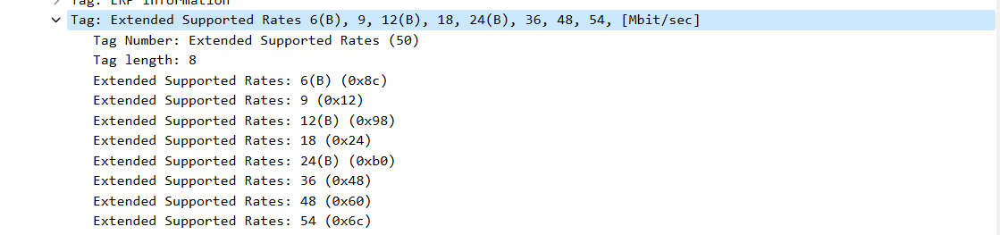 Tag: ERP Information
Tag: Extended Supported Rates 6(B), 9, 12(B), 18, 24(B), 36, 48, 54, [Mbit/sec]
Tag Number: Extended Supported Rates (50)
Tag length: 8
Extended Supported Rates: 6(B) (0x8c)
Extended Supported Rates: 9 (0x12)
Extended Supported Rates: 12(B) (0x98)
Extended Supported Rates: 18 (0x24)
Extended Supported Rates: 24(B) (0xb0)
Extended Supported Rates: 36 (0x48)
Extended Supported Rates: 48 (0x60)
Extended Supported Rates: 54 (0x6c)